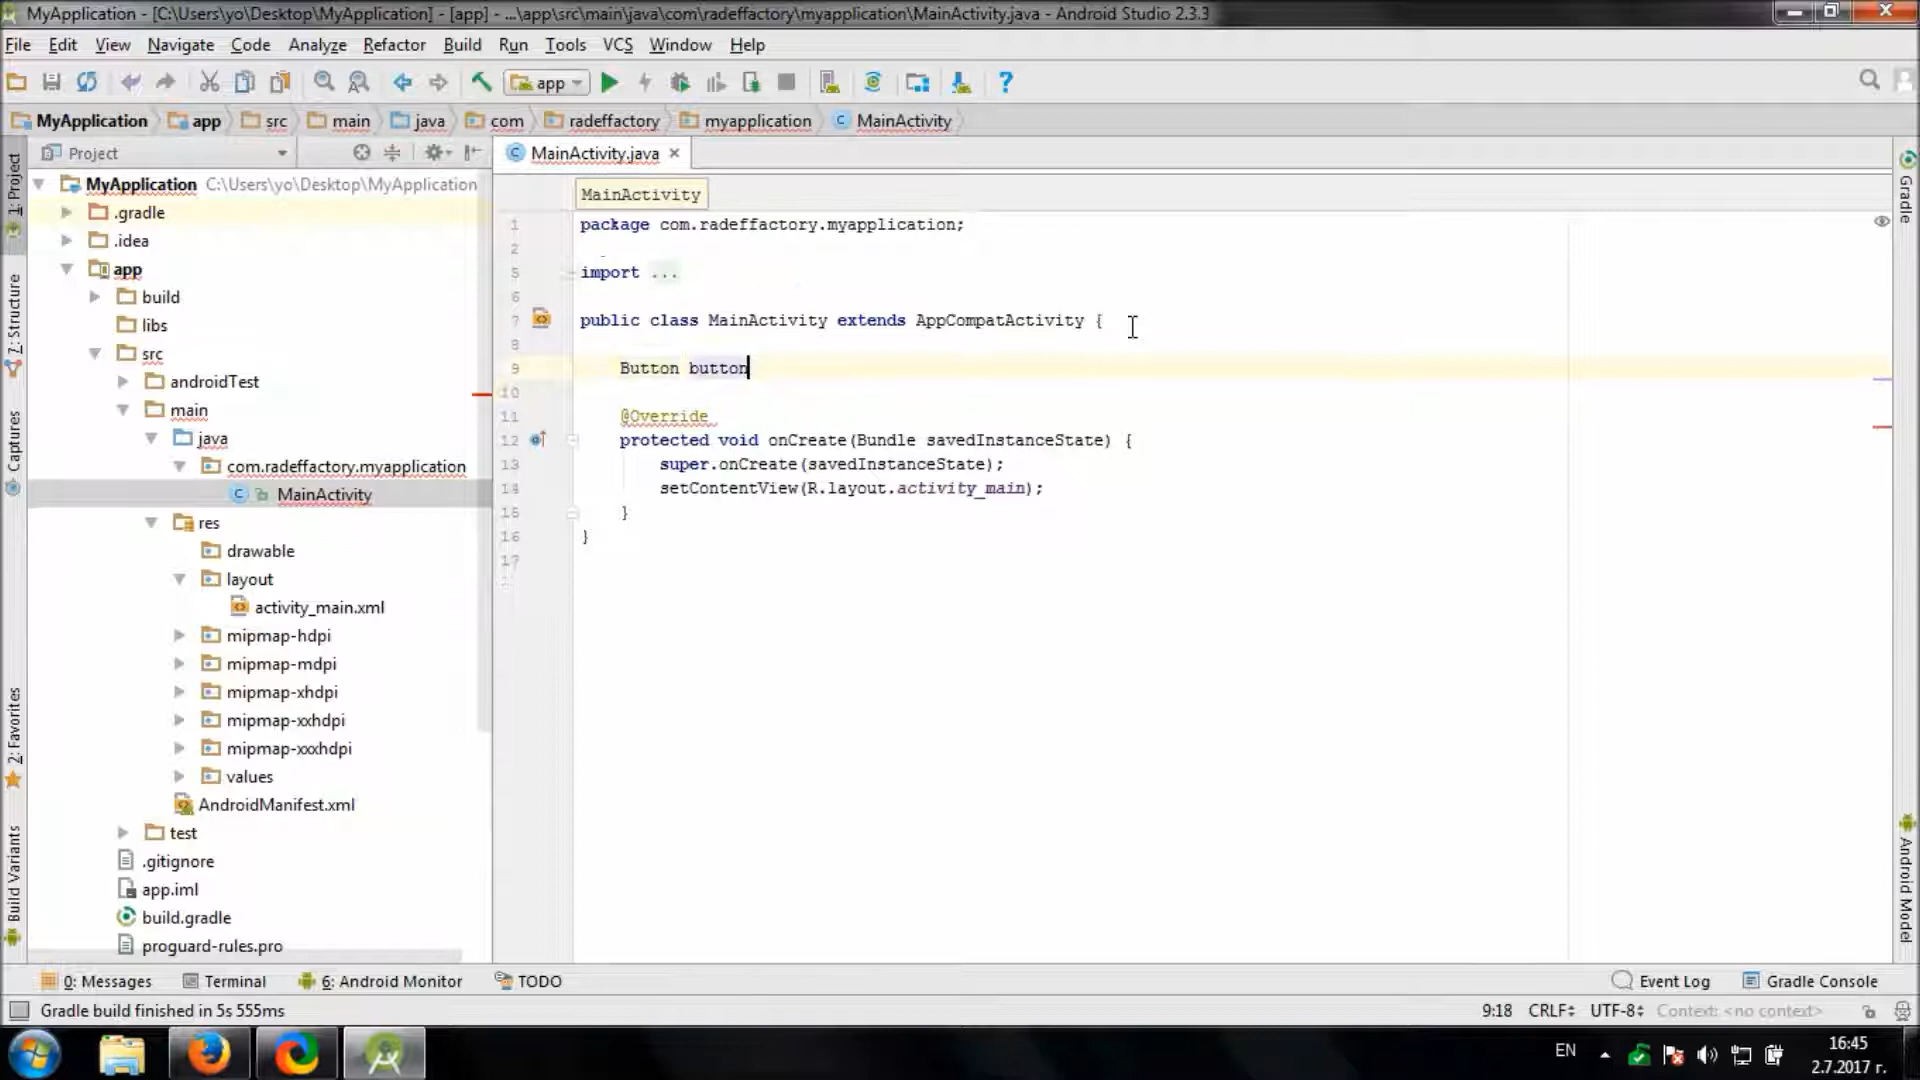 MyApplication - [C:\Users\yo\Desktop\MyApplication] - [app] - ...\app\src\main\java\com\radeffactory\myapplication\MainActivity.java - Android Studio 2.3.3
File Edit View Navigate Code Analyze Refactor Build Run Tools VCS Window Help
app
MyApplication app src main java com radeffactory myapplication MainActivity
Project
MainActivity.java
MainActivity
1: Project
7: Structure
Captures
2: Favorites
Build Variants
MyApplication C:\Users\yo\Desktop\MyApplication
.gradle
.idea
app
build
libs
src
androidTest
main
java
com.radeffactory.myapplication
MainActivity
res
drawable
layout
activity_main.xml
mipmap-hdpi
mipmap-mdpi
mipmap-xhdpi
mipmap-xxhdpi
mipmap-xxxhdpi
values
AndroidManifest.xml
test
.gitignore
app.iml
build.gradle
proguard-rules.pro
1 package com.radeffactory.myapplication;
2
5 import ...
6
7 public class MainActivity extends AppCompatActivity {
8
9 Button button
10
11 @Override
12 protected void onCreate(Bundle savedInstanceState) {
13 super.onCreate(savedInstanceState);
14 setContentView(R.layout.activity_main);
15 }
16 }
17
Gradle
Android Model
0: Messages Terminal 6: Android Monitor TODO Event Log Gradle Console
Gradle build finished in 5s 555ms 9:18 CRLF UTF-8 Context: <no context>
EN 16:45
2.7.2017 г.